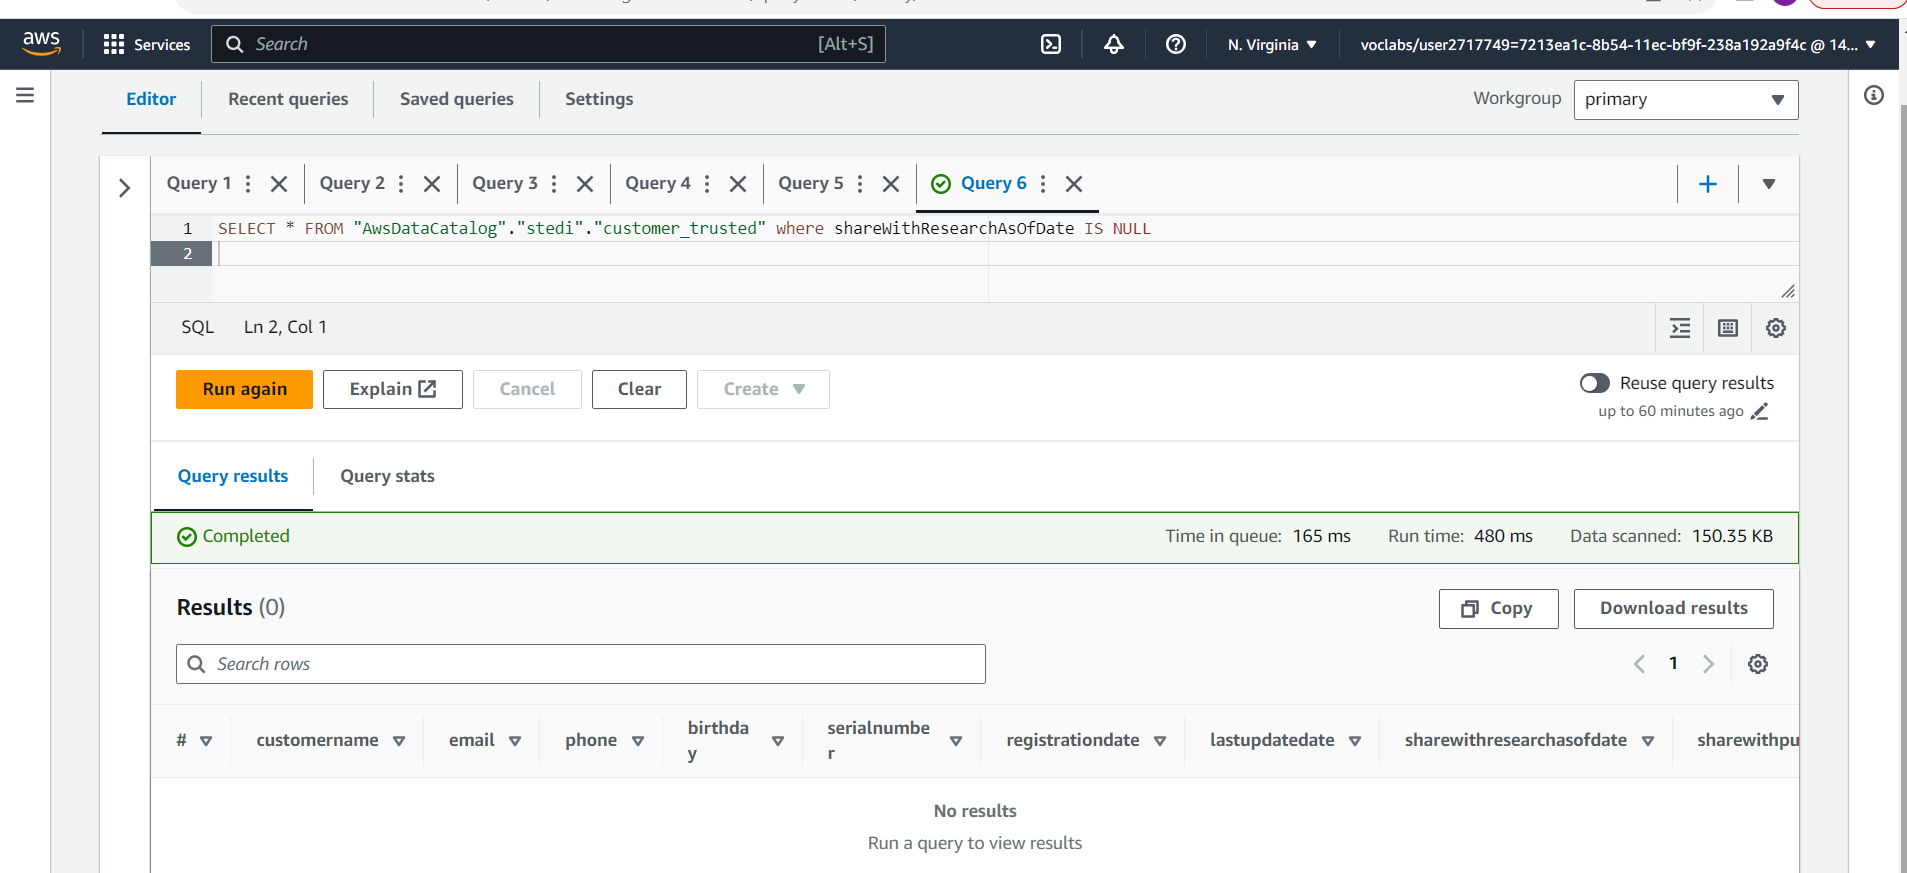 aws
Services
Search
[Alt+S]
N. Virginia
voclabs/user2717749=7213ea1c-8b54-11ec-bf9f-238a192a9f4c @ 14...
Editor
Recent queries
Saved queries
Settings
Workgroup
primary
Query 1
Query 2
Query 3
Query 4
Query 5
Query 6
1 SELECT * FROM "AwsDataCatalog"."stedi"."customer_trusted" where shareWithResearchAsOfDate IS NULL
2
SQL
Ln 2, Col 1
Run again
Explain
Cancel
Clear
Create
Reuse query results
up to 60 minutes ago
Query results
Query stats
Completed
Time in queue: 165 ms
Run time: 480 ms
Data scanned: 150.35 KB
Results (0)
Copy
Download results
Search rows
1
#
customername
email
phone
birthda
y
serialnumbe
r
registrationdate
lastupdatedate
sharewithresearchasofdate
sharewithpu
No results
Run a query to view results